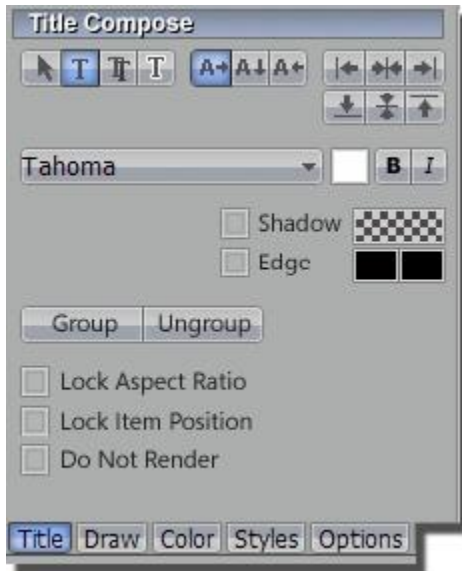 Title Compose
T T T A A A
Tahoma B I
Shadow
Edge
Group Ungroup
Lock Aspect Ratio
Lock Item Position
Do Not Render
Title Draw Color Styles Options